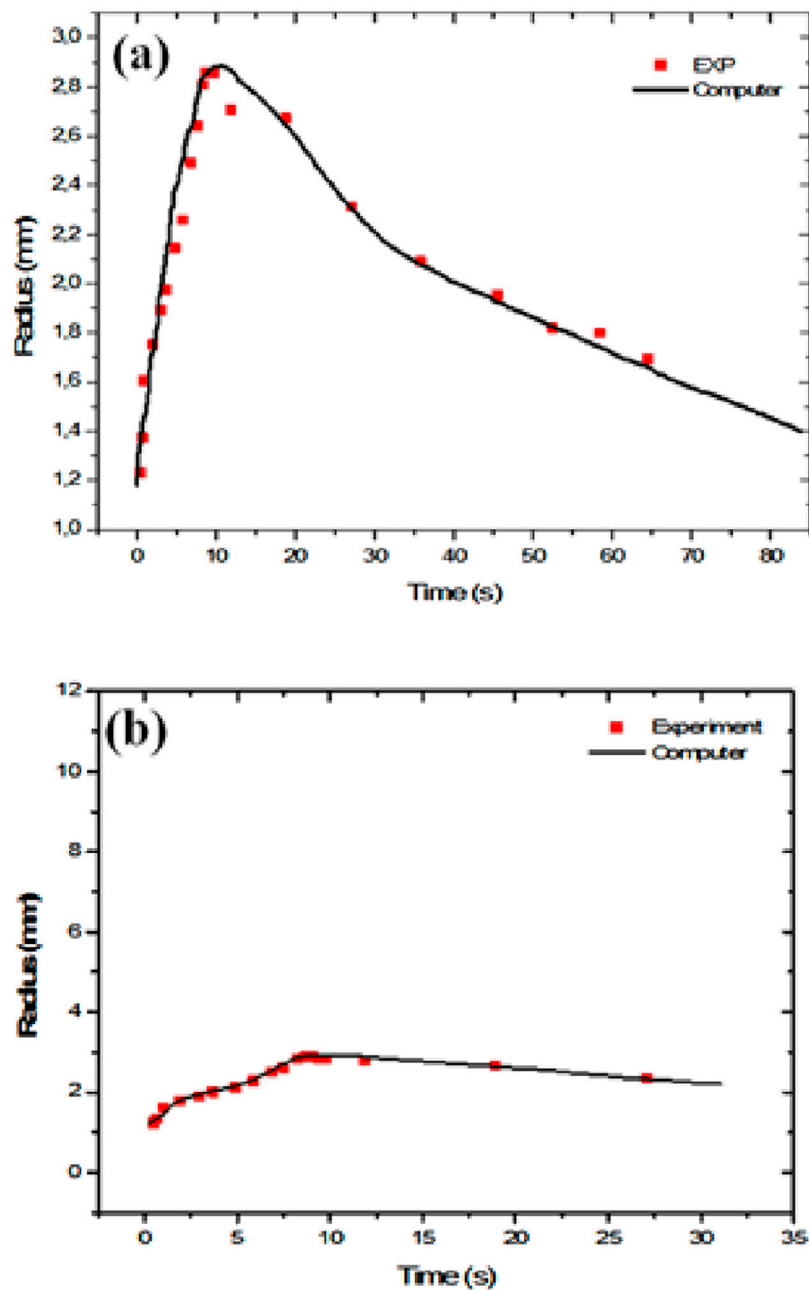 (a)
EXP
Computer
3,0
2,8
2,6
2,4
2,2
2,0
1,8
1,6
1,4
1,2
1,0
Radius (mm)
0 10 20 30 40 50 60 70 80
Time (s)
(b)
Experiment
Computer
12
10
8
6
4
2
0
Radius (mm)
0 5 10 15 20 25 30 35
Time (s)